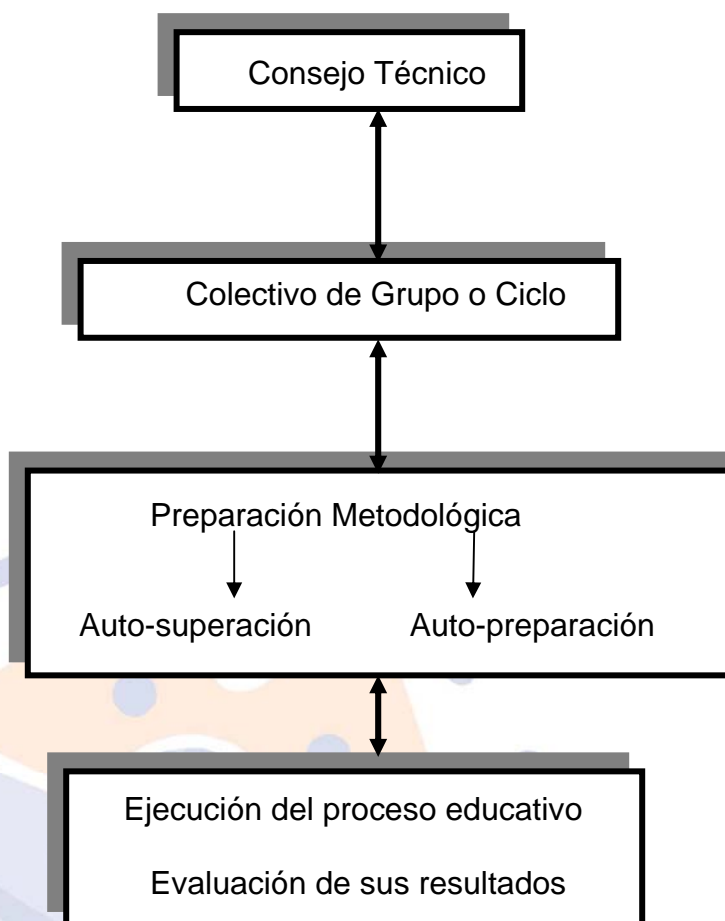 Consejo Técnico
Colectivo de Grupo o Ciclo
Preparación Metodológica
Auto-superación Auto-preparación
Ejecución del proceso educativo
Evaluación de sus resultados